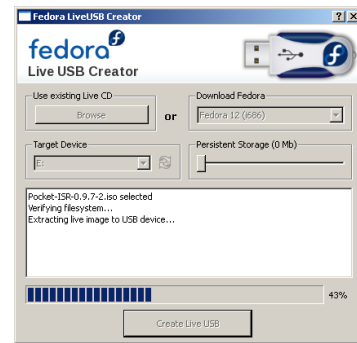 Fedora LiveUSB Creator
fedora
Live USB Creator
Use existing Live CD
Browse
or
Download Fedora
Fedora 12 (i686)
Target Device
E:
Persistent Storage (0 Mb)
Pocket-ISR-0.9.7-2.iso selected
Verifying filesystem...
Extracting live image to USB device...
43%
Create Live USB